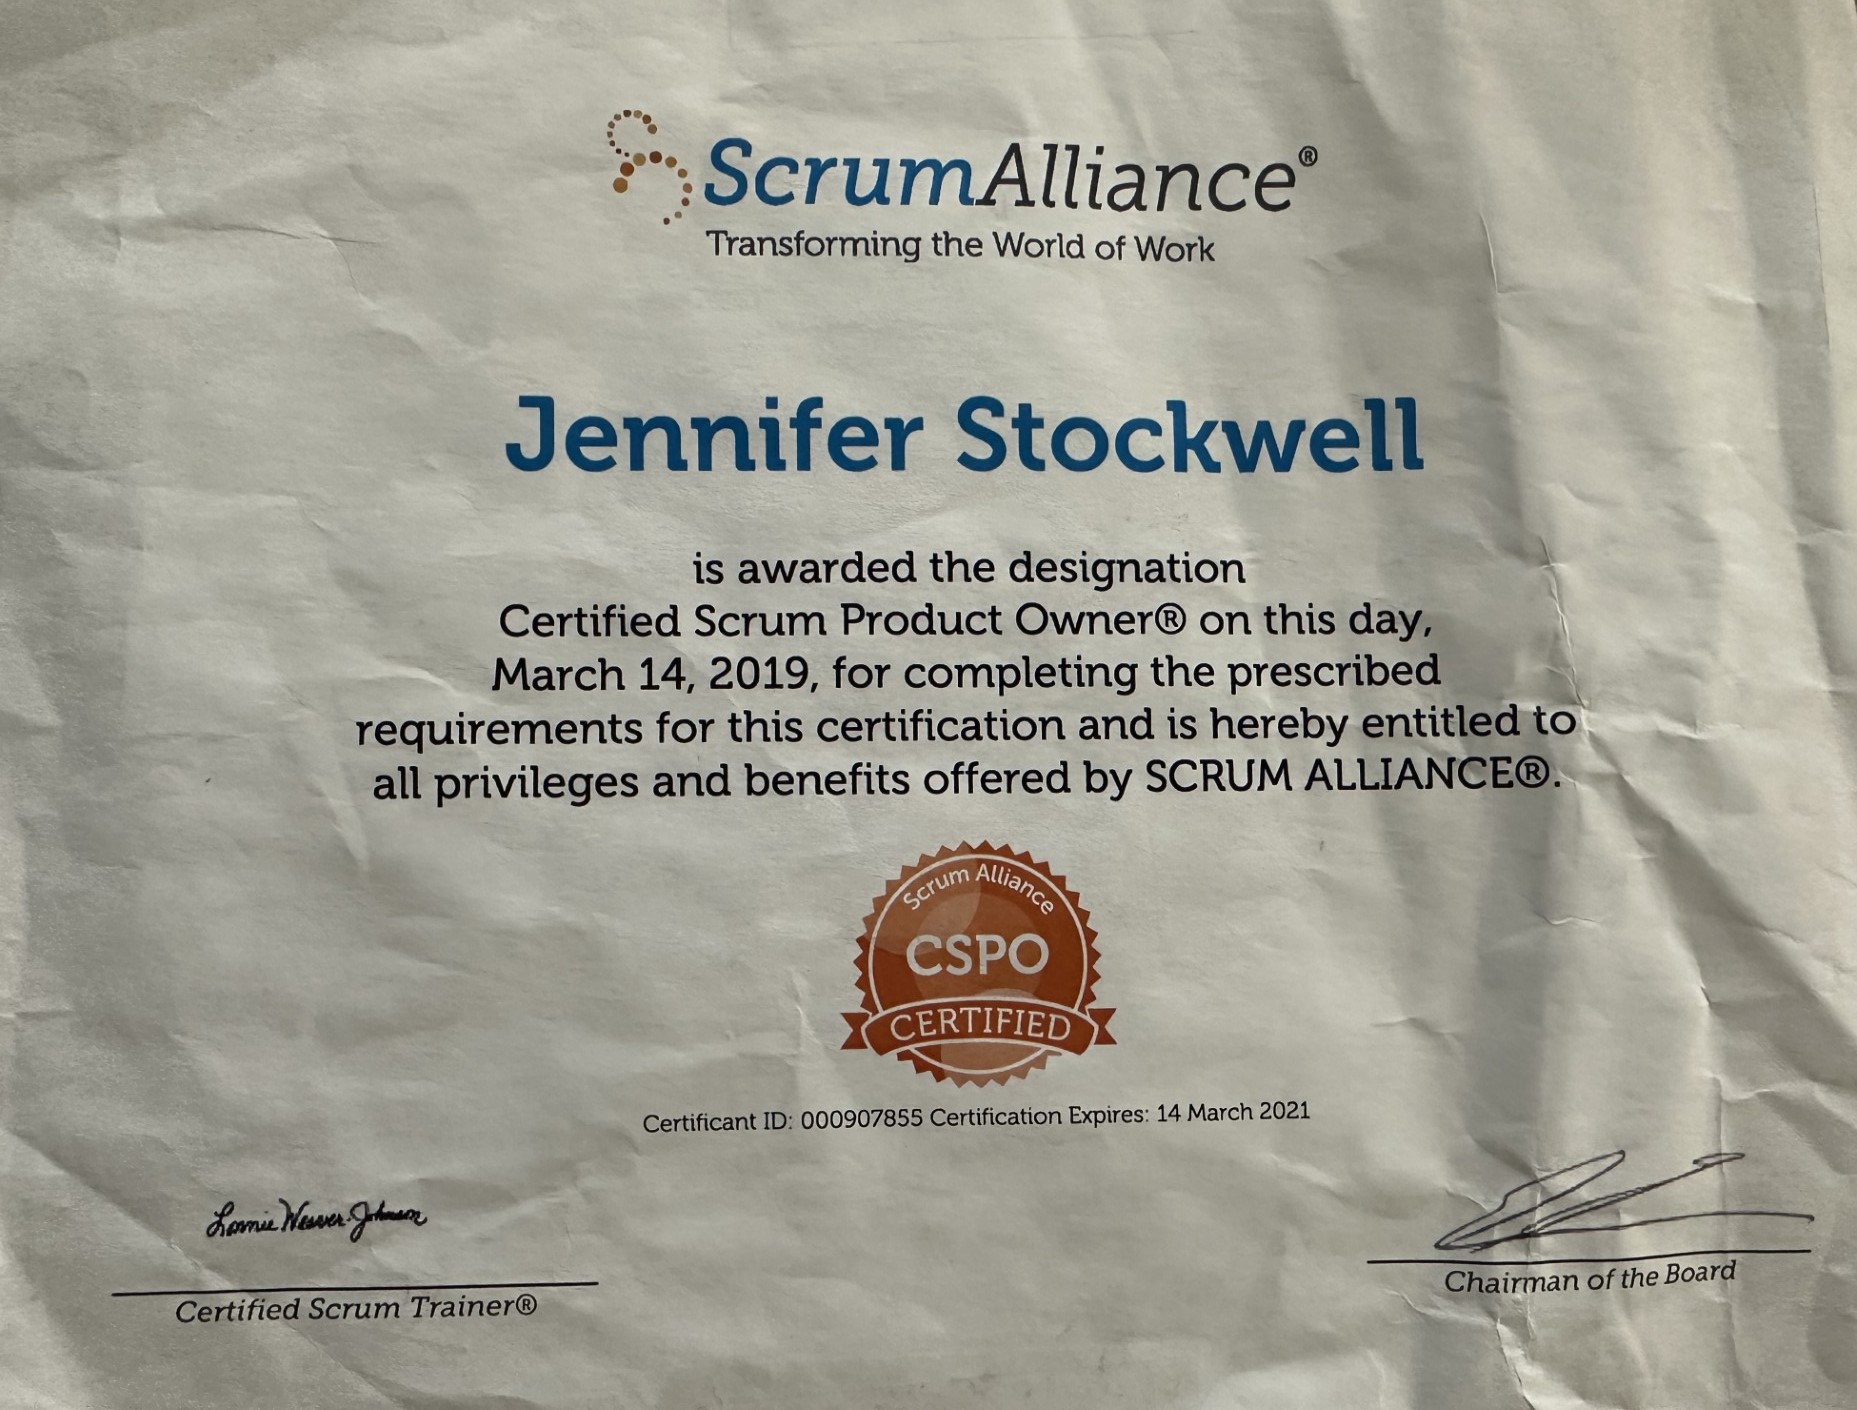 ScrumAlliance®
Transforming the World of Work
Jennifer Stockwell
is awarded the designation
Certified Scrum Product Owner® on this day,
March 14, 2019, for completing the prescribed
requirements for this certification and is hereby entitled to
all privileges and benefits offered by SCRUM ALLIANCE®.
Scrum Alliance
CSPO
CERTIFIED
Certificant ID: 000907855 Certification Expires: 14 March 2021
Lonnie Weaver-Johnson
Certified Scrum Trainer®
Chairman of the Board